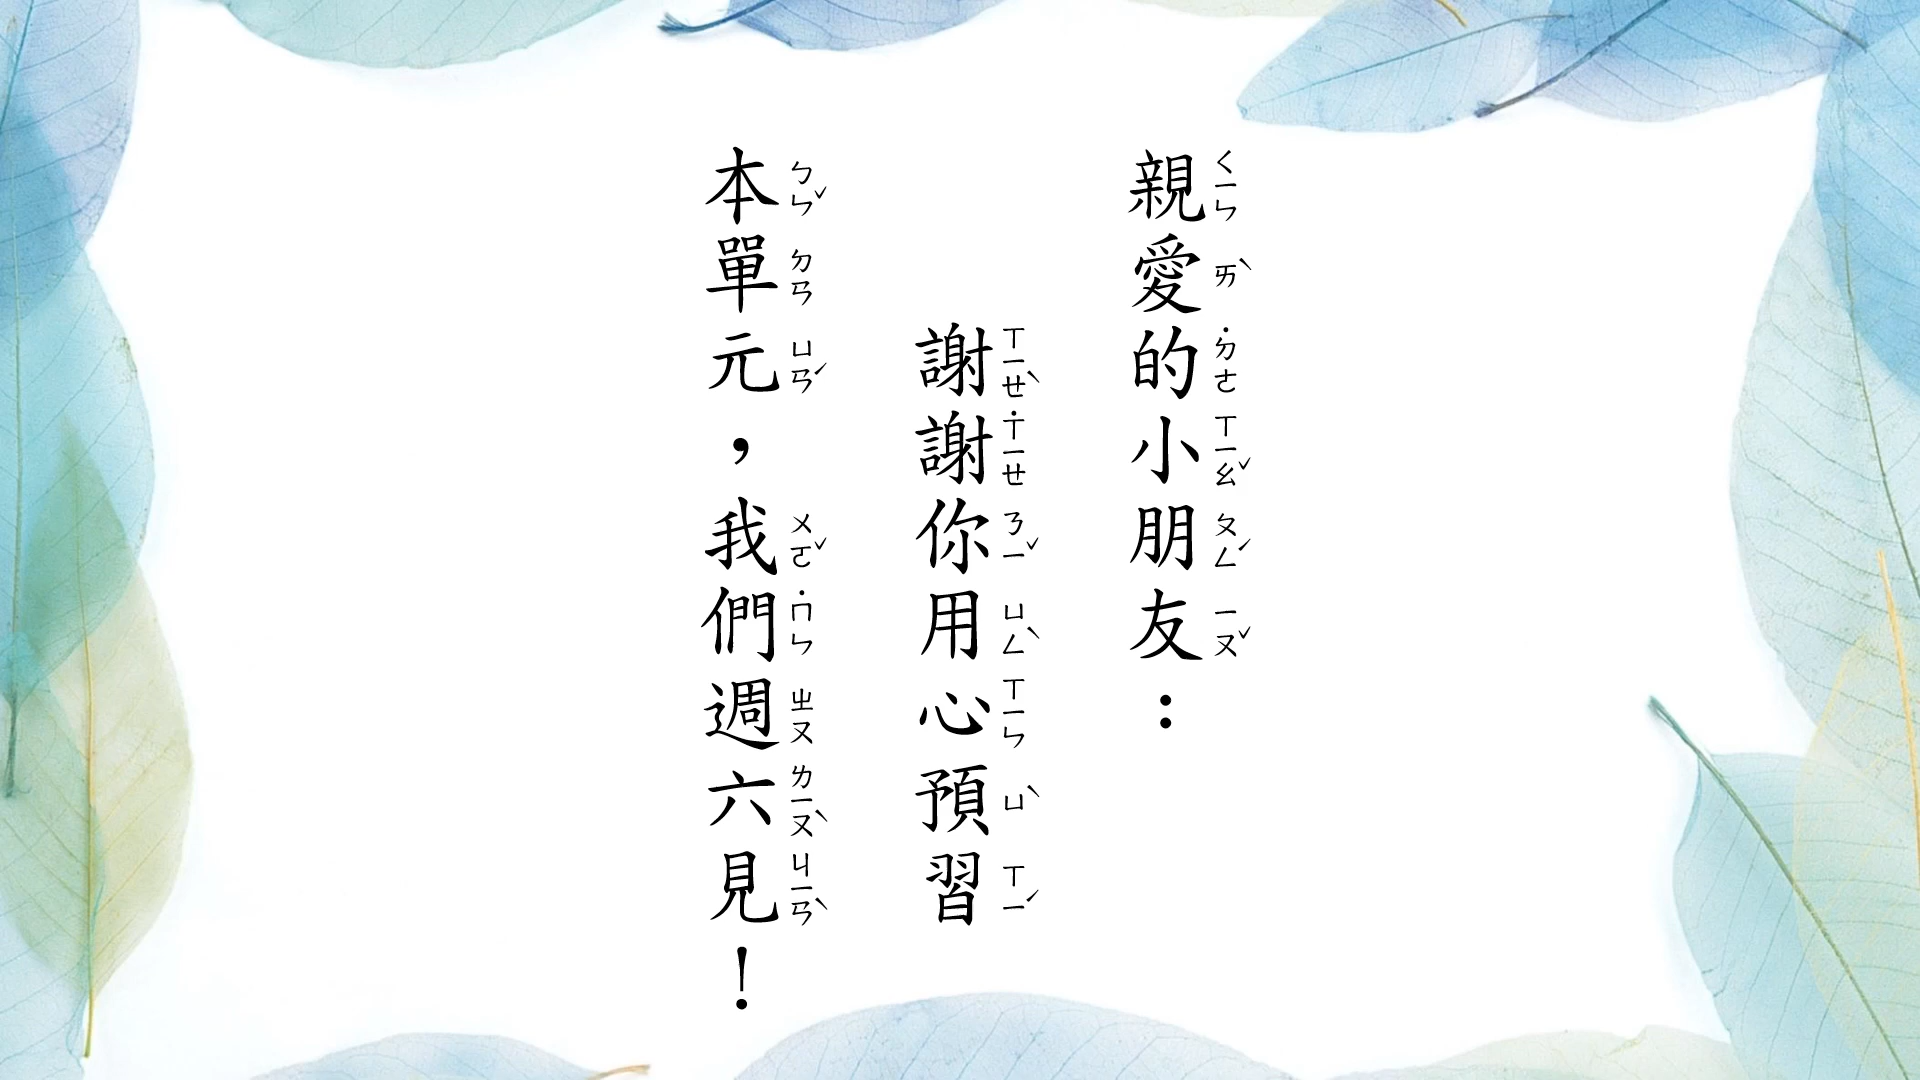 親愛的小朋友：
謝謝你用心預習
本單元，我們週六見！